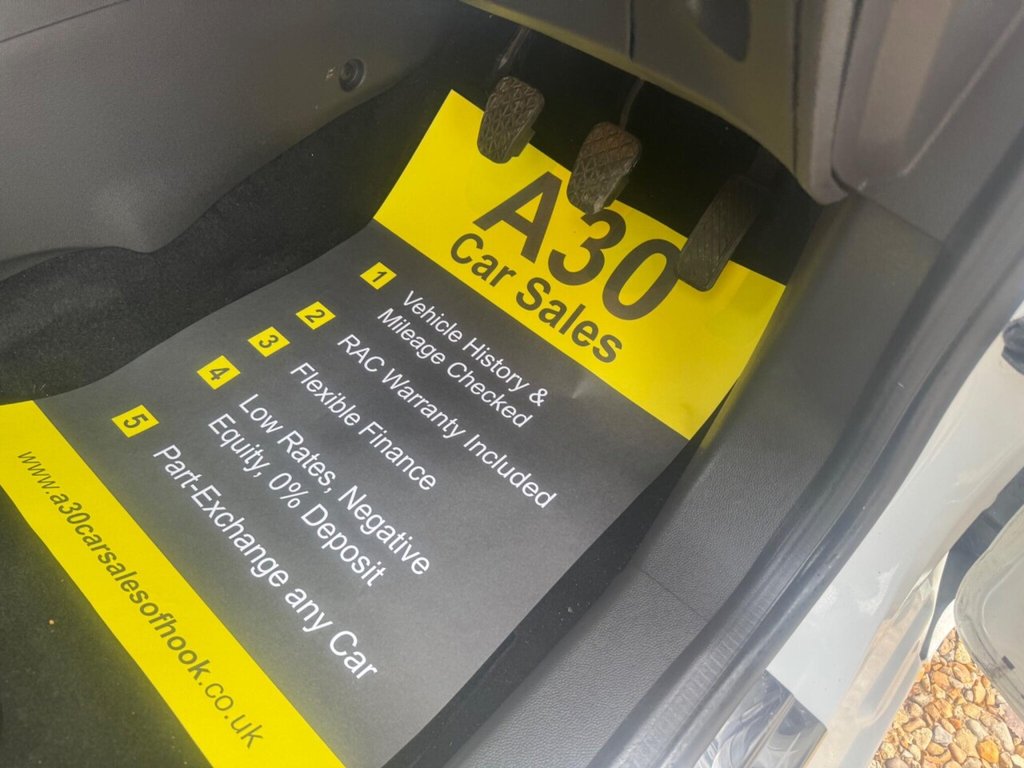 A30
Car Sales
1 Vehicle History &
Mileage Checked
2 RAC Warranty Included
3 Flexible Finance
4 Low Rates, Negative
Equity, 0% Deposit
5 Part-Exchange any Car
www.a30carsalesofhook.co.uk